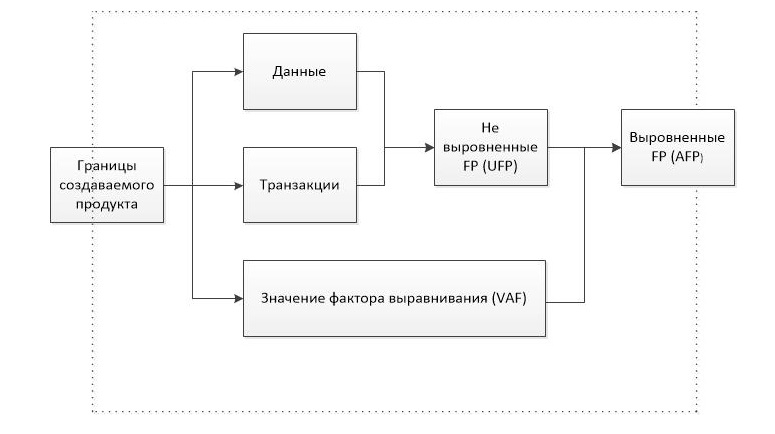 Данные
Границы
создаваемого
продукта
Транзакции
Не
выровненные
FP (UFP)
Выровненные
FP (AFP)
Значение фактора выравнивания (VAF)